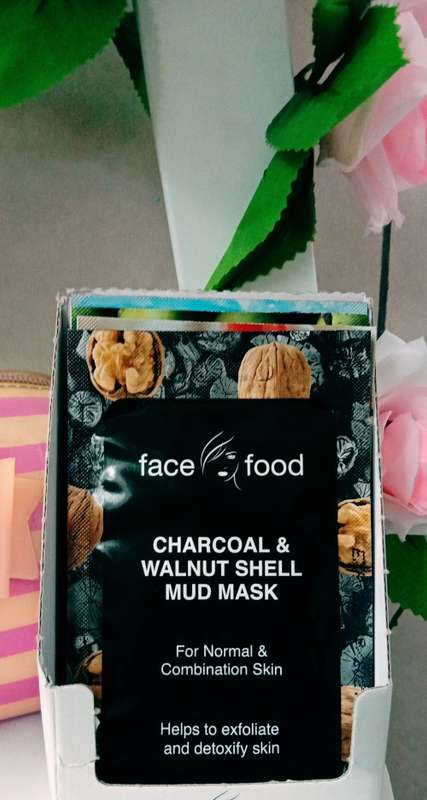 face food
CHARCOAL &
WALNUT SHELL
MUD MASK
For Normal &
Combination Skin
Helps to exfoliate
and detoxify skin